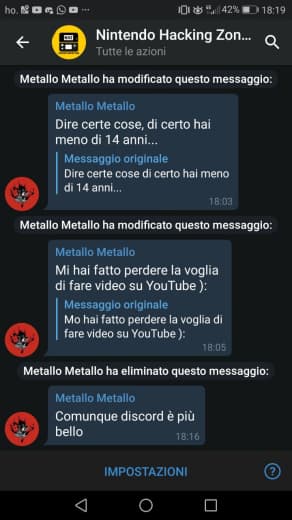 ho. 42% 18:19
Nintendo Hacking Zon...
Tutte le azioni
Metallo Metallo ha modificato questo messaggio:
Metallo Metallo
Dire certe cose, di certo hai
meno di 14 anni...
Messaggio originale
Dire certe cose di certo hai meno
di 14 anni...
18:03
Metallo Metallo ha modificato questo messaggio:
Metallo Metallo
Mi hai fatto perdere la voglia
di fare video su YouTube ):
Messaggio originale
Mo hai fatto perdere la voglia di
fare video su YouTube ):
18:05
Metallo Metallo ha eliminato questo messaggio:
Metallo Metallo
Comunque discord è più
bello
18:16
IMPOSTAZIONI ?